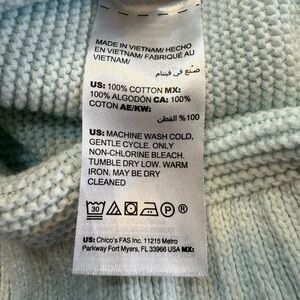 MADE IN VIETNAM/ HECHO
EN VIETNAM/ FABRIQUÉ AU
VIETNAM/
صنع في فيتنام
US: 100% COTTON MX:
100% ALGODÓN CA: 100%
COTON AE/KW:
100% القطن
US: MACHINE WASH COLD,
GENTLE CYCLE. ONLY
NON-CHLORINE BLEACH.
TUMBLE DRY LOW. WARM
IRON. MAY BE DRY
CLEANED
30 P ®
US: Chico's FAS Inc. 11215 Metro
Parkway Fort Myers, FL 33966 USA MX: